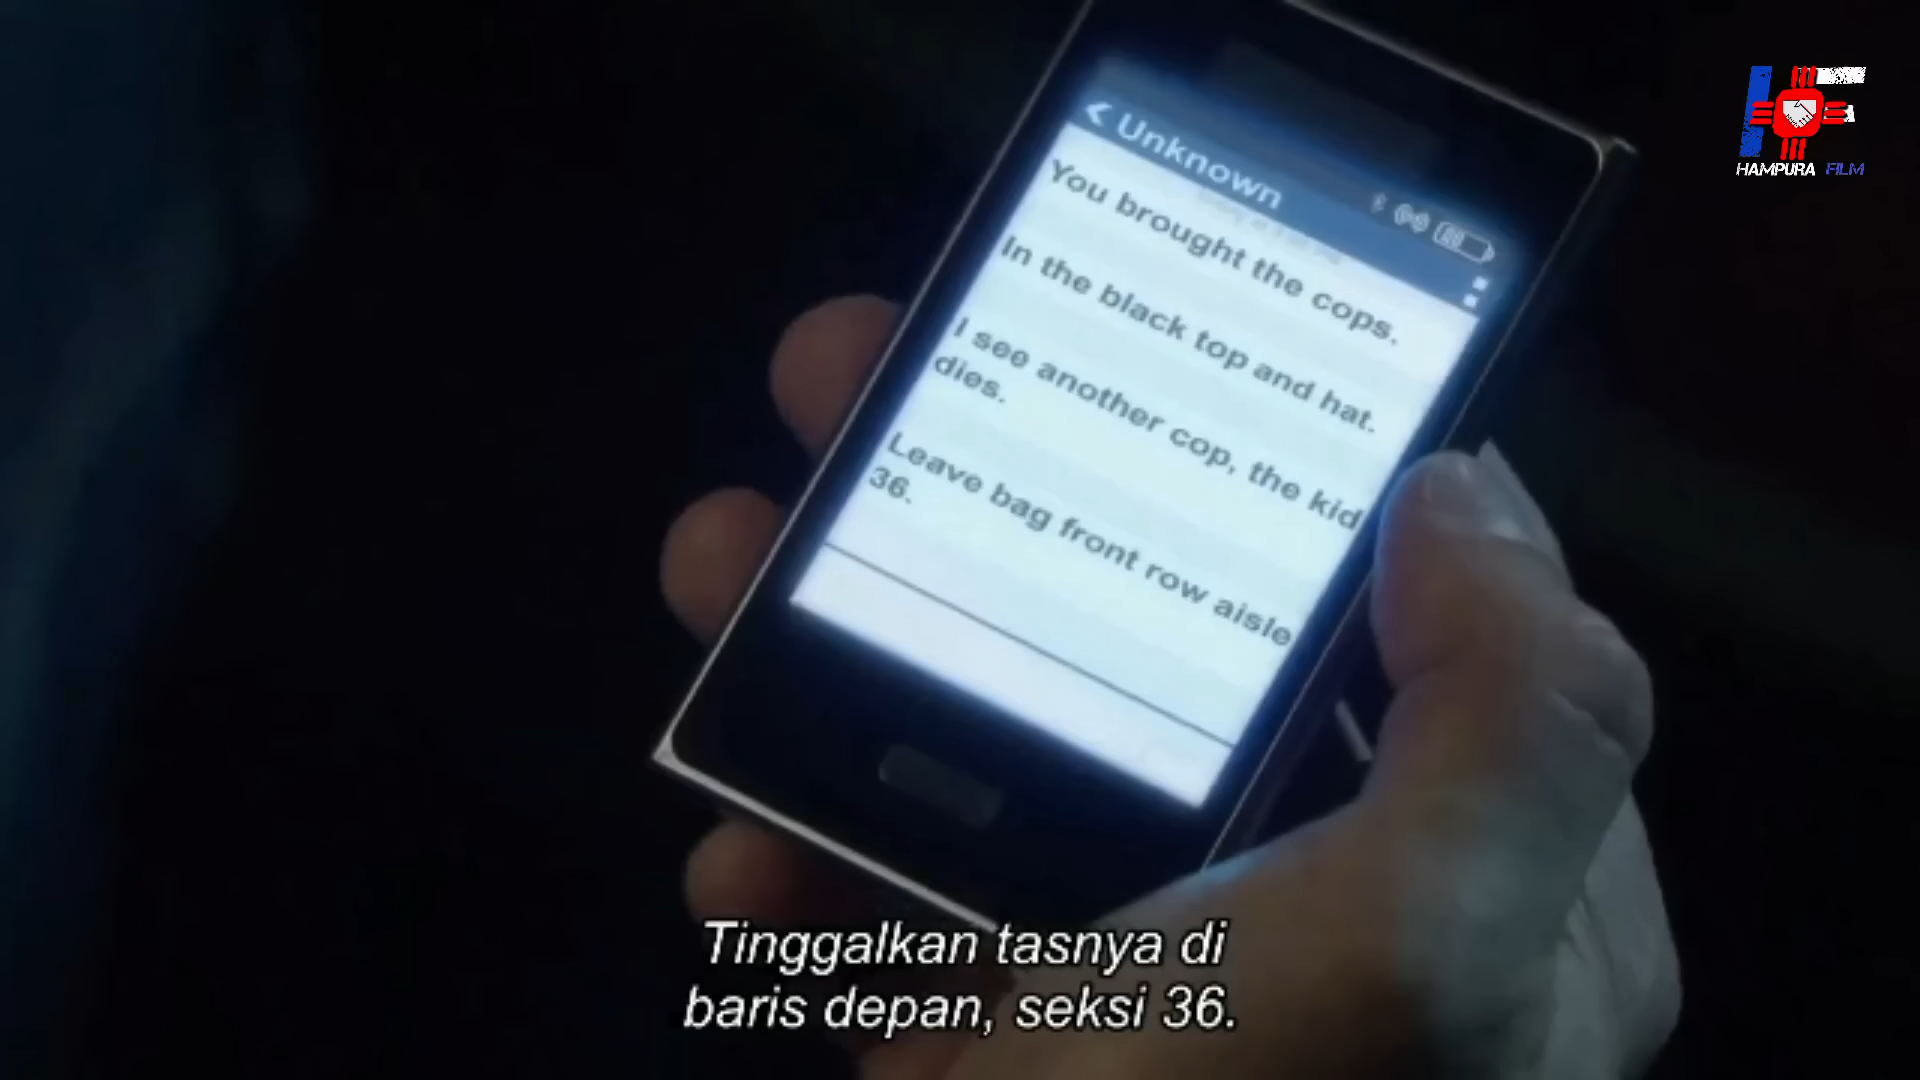 HAMPURA FILM
Unknown
You brought the cops.
In the black top and hat.
I see another cop, the kid
dies.
Leave bag front row aisle
36.
Tinggalkan tasnya di
baris depan, seksi 36.